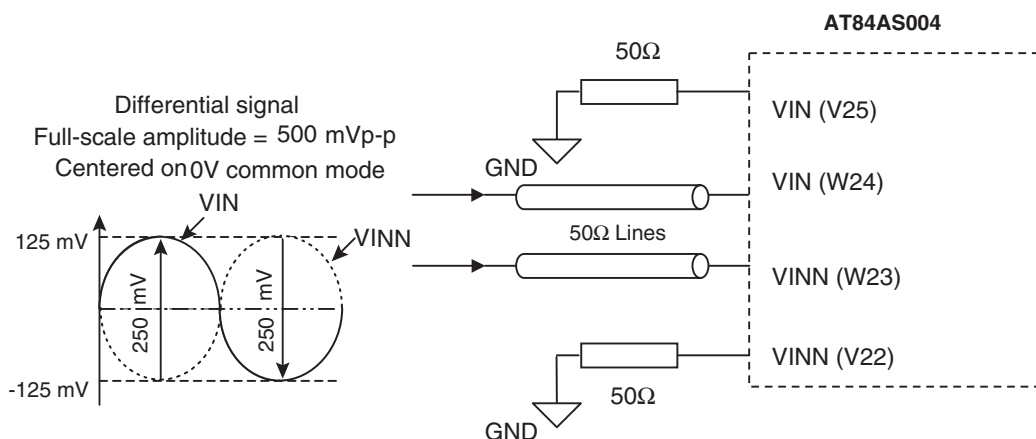 AT84AS004
50Ω
Differential signal
Full-scale amplitude = 500 mVp-p
Centered on 0V common mode
VIN
VINN
125 mV
-125 mV
250 mV
250 mV
GND
50Ω Lines
VIN (V25)
VIN (W24)
VINN (W23)
VINN (V22)
50Ω
GND